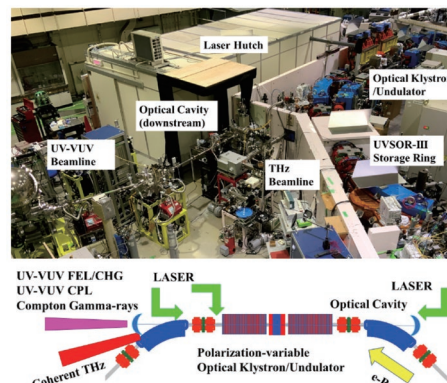 Laser Hutch
Optical Klystron
/Undulator
Optical Cavity
(downstream)
UV-VUV
Beamline
UVSOR-III
Storage Ring
THz
Beamline
UV-VUV FEL/CHG
UV-VUV CPL
Compton Gamma-rays
LASER
LASER
Optical Cavity
Coherent THz
Polarization-variable
Optical Klystron/Undulator